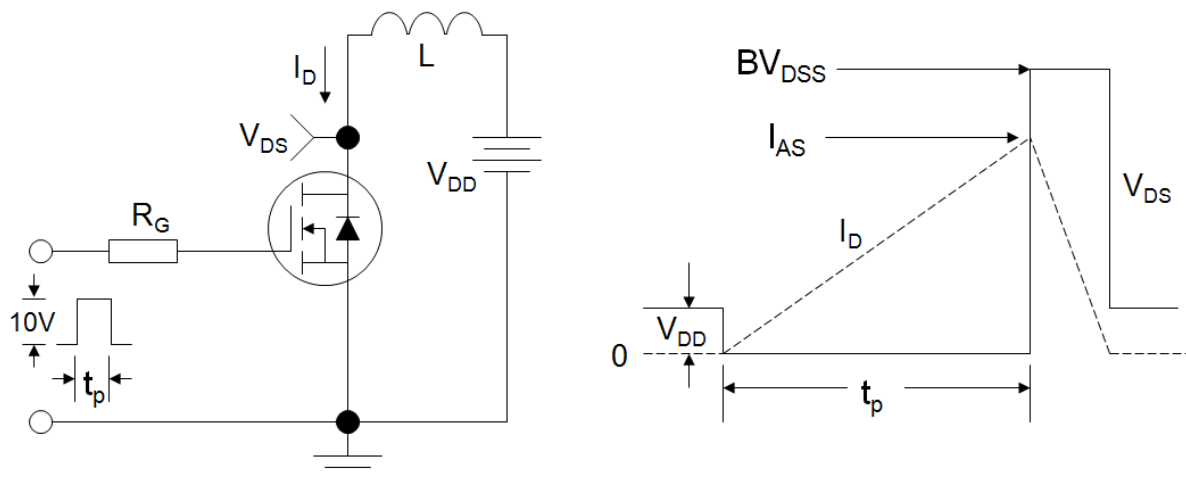 L
I_D
V_DS
V_DD
R_G
10V
t_p
BV_DSS
I_AS
V_DS
I_D
V_DD
0
t_p